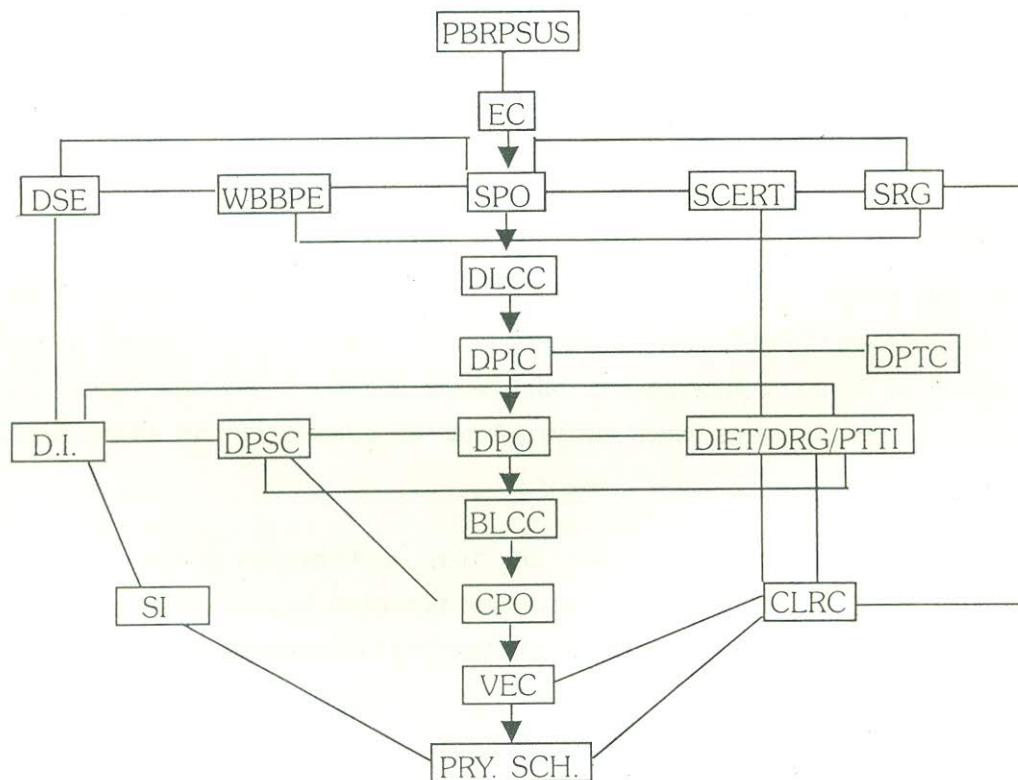 PBRPSUS
EC
DSE WBBPE SPO SCERT SRG
DLCC
DPIC DPTC
D.I. DPSC DPO DIET/DRG/PTTI
BLCC
SI CPO CLRC
VEC
PRY. SCH.